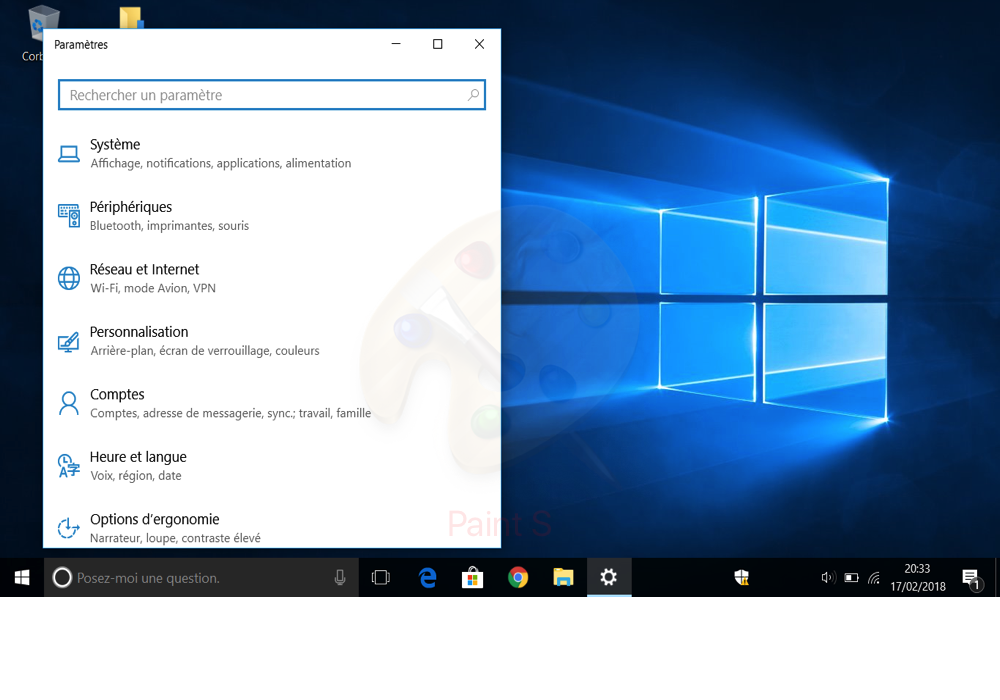 Corb
Paramètres
Rechercher un paramètre
Système
Affichage, notifications, applications, alimentation
Périphériques
Bluetooth, imprimantes, souris
Réseau et Internet
Wi-Fi, mode Avion, VPN
Personnalisation
Arrière-plan, écran de verrouillage, couleurs
Comptes
Comptes, adresse de messagerie, sync.; travail, famille
Heure et langue
Voix, région, date
Options d’ergonomie
Narrateur, loupe, contraste élevé
Paint S
Posez-moi une question.
20:33
17/02/2018
1